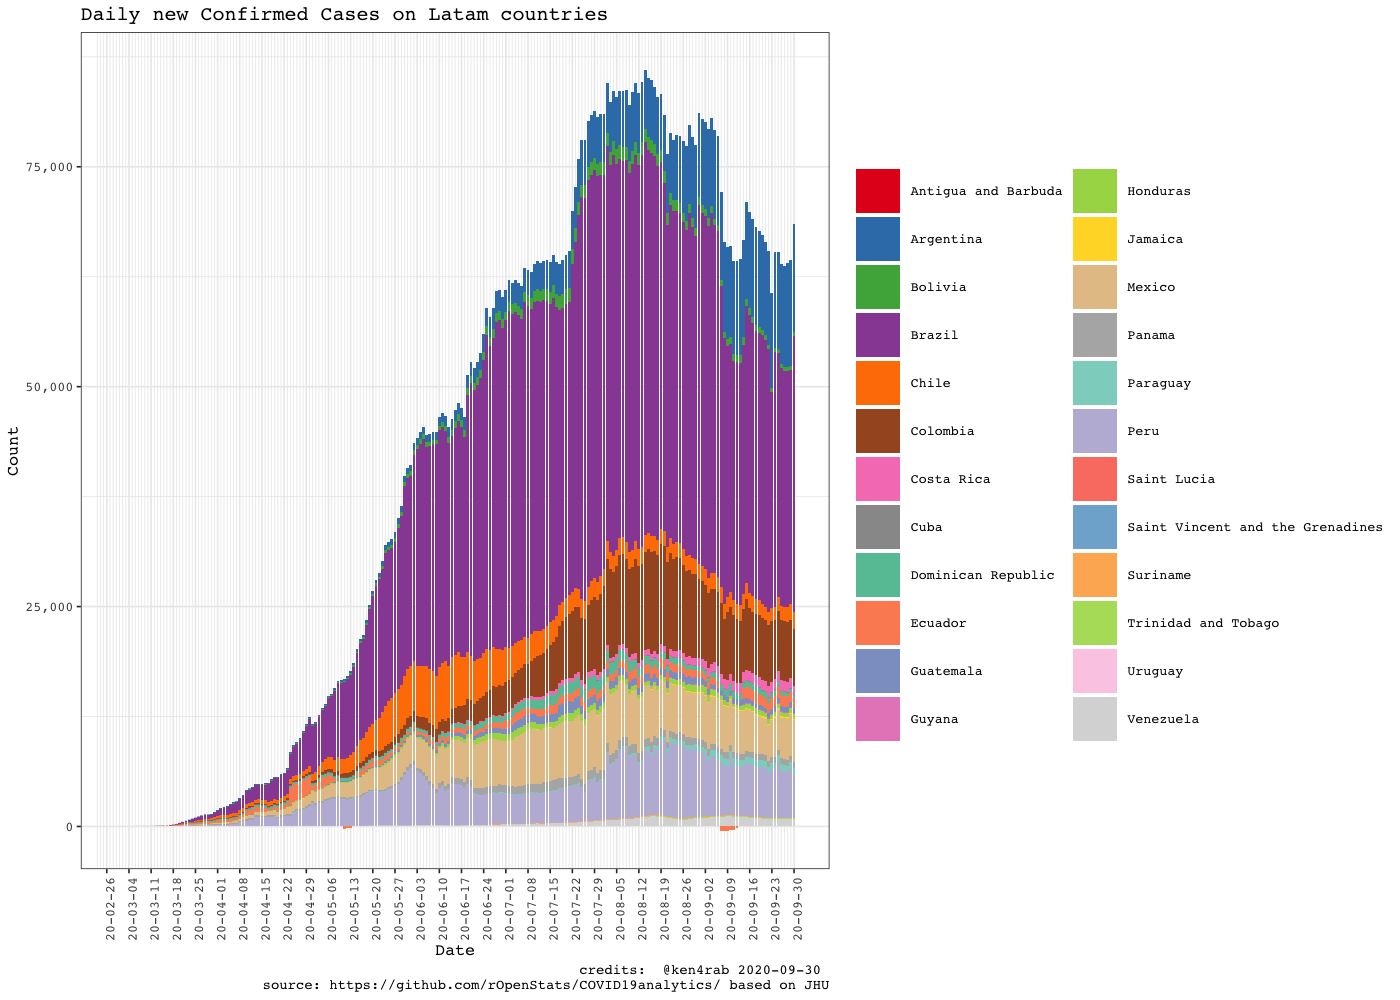 Daily new Confirmed Cases on Latam countries
Count
75,000
50,000
25,000
0
20-02-26
20-03-04
20-03-11
20-03-18
20-03-25
20-04-01
20-04-08
20-04-15
20-04-22
20-04-29
20-05-06
20-05-13
20-05-20
20-05-27
20-06-03
20-06-10
20-06-17
20-06-24
20-07-01
20-07-08
20-07-15
20-07-22
20-07-29
20-08-05
20-08-12
20-08-19
20-08-26
20-09-02
20-09-09
20-09-16
20-09-23
20-09-30
Date
Antigua and Barbuda
Argentina
Bolivia
Brazil
Chile
Colombia
Costa Rica
Cuba
Dominican Republic
Ecuador
Guatemala
Guyana
Honduras
Jamaica
Mexico
Panama
Paraguay
Peru
Saint Lucia
Saint Vincent and the Grenadines
Suriname
Trinidad and Tobago
Uruguay
Venezuela
credits:  @ken4rab 2020-09-30
source: https://github.com/rOpenStats/COVID19analytics/ based on JHU